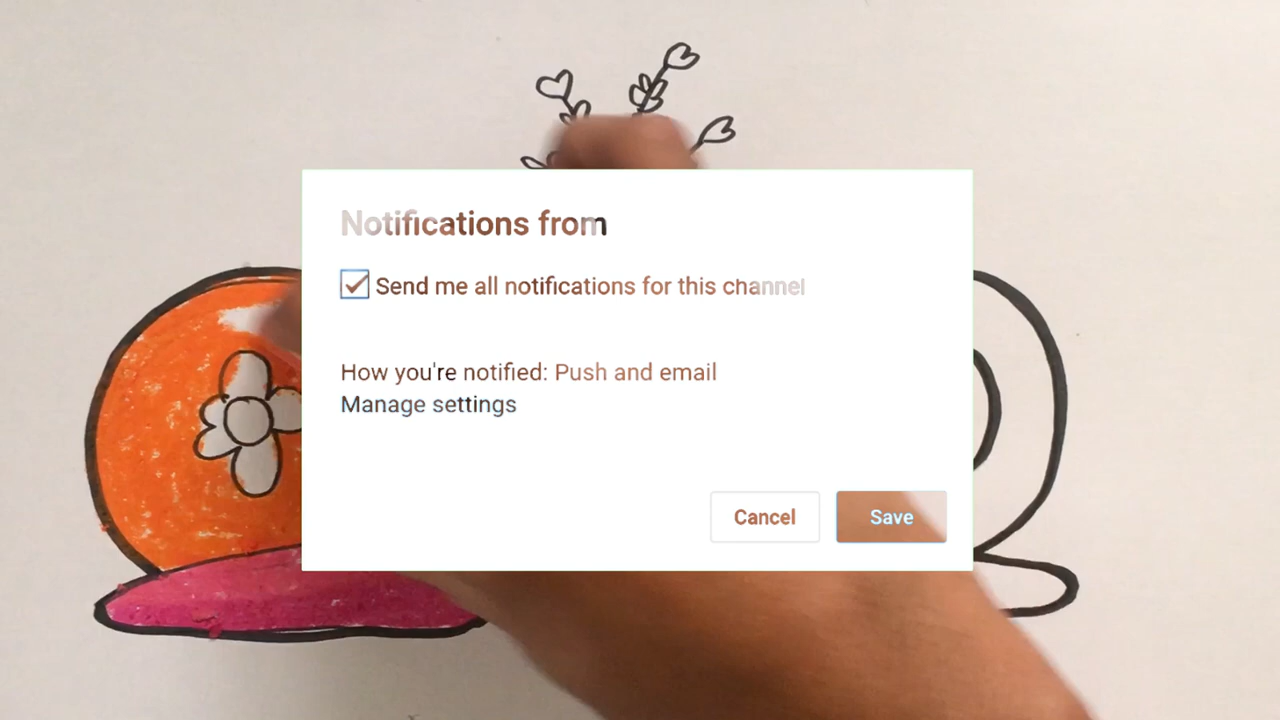 Notifications from
Send me all notifications for this channel
How you're notified: Push and email
Manage settings
Cancel
Save